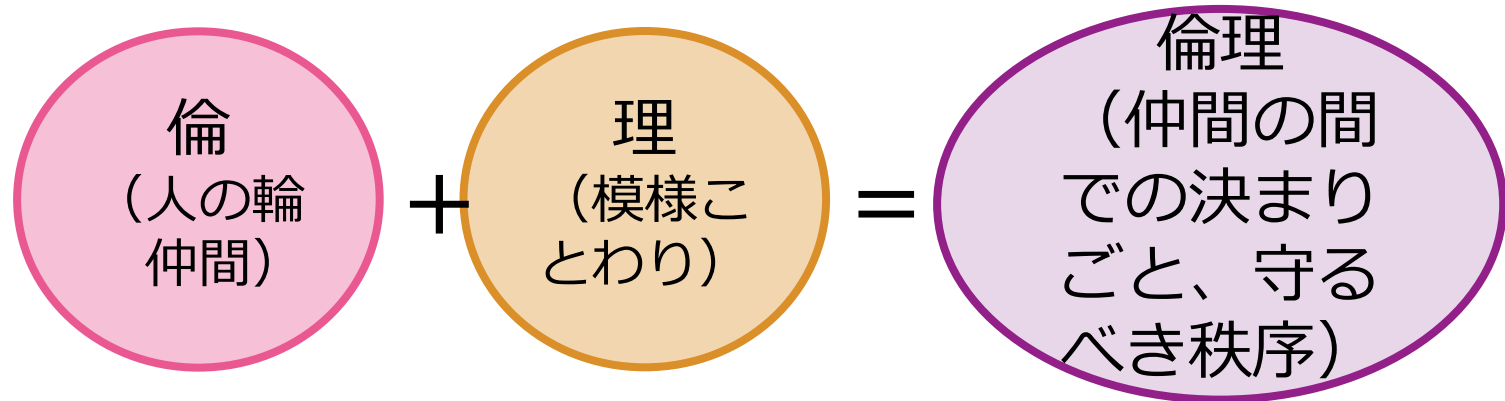 倫
（人の輪
仲間）
＋
理
（模様こ
とわり）
＝
倫理
（仲間の間
での決まり
ごと、守る
べき秩序）